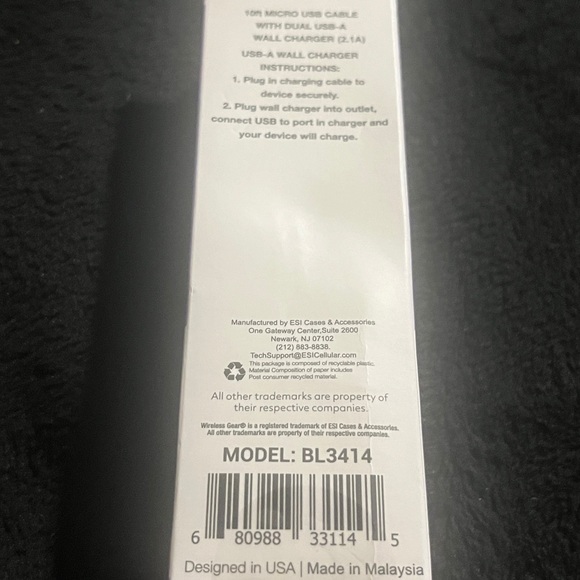 10ft MICRO USB CABLE
WITH DUAL USB-A
WALL CHARGER (2.1A)
USB-A WALL CHARGER
INSTRUCTIONS:
1. Plug in charging cable to
device securely.
2. Plug wall charger into outlet,
connect USB to port in charger and
your device will charge.
Manufactured by ESI Cases & Accessories
One Gateway Center,Suite 2600
Newark, NJ 07102
(212) 883-8838.
TechSupport@ESICellular.com
This package is composed of recyclable plastic.
Material Composition of paper includes
Post consumer recycled material.
All other trademarks are property of
their respective companies.
Wireless Gear® is a registered trademark of ESI Cases & Accessories.
All other trademarks are property of their respective companies.
MODEL: BL3414
6 80988 33114 5
Designed in USA | Made in Malaysia